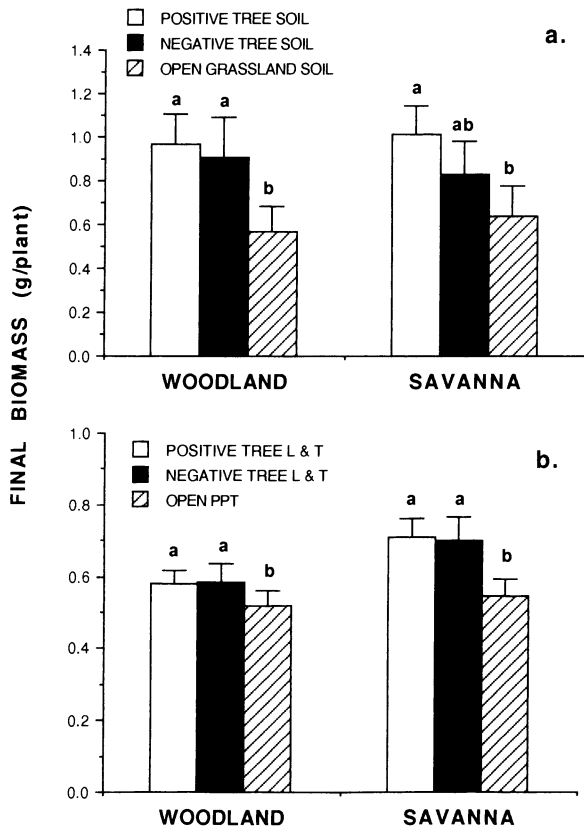 FINAL BIOMASS (g/plant)
a.
POSITIVE TREE SOIL
NEGATIVE TREE SOIL
OPEN GRASSLAND SOIL
1.4
1.2
1.0
0.8
0.6
0.4
0.2
0.0
a a b
a ab b
WOODLAND SAVANNA
b.
POSITIVE TREE L & T
NEGATIVE TREE L & T
OPEN PPT
1.0
0.8
0.6
0.4
0.2
0.0
a a b
a a b
WOODLAND SAVANNA